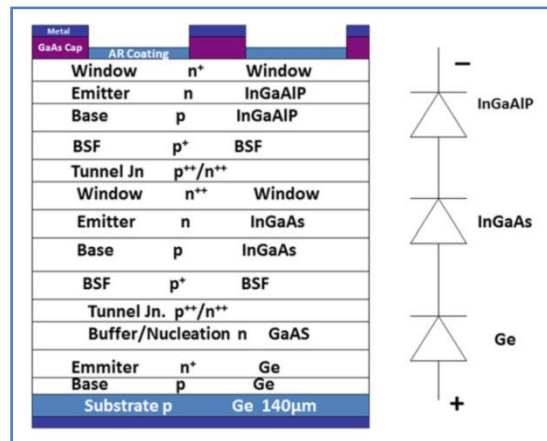 Metal
GaAs Cap
AR Coating
Window n⁺ Window
Emitter n InGaAlP
Base p InGaAlP
BSF p⁺ BSF
Tunnel Jn p⁺⁺/n⁺⁺
Window n⁺⁺ Window
Emitter n InGaAs
Base p InGaAs
BSF p⁺ BSF
Tunnel Jn. p⁺⁺/n⁺⁺
Buffer/Nucleation n GaAS
Emmiter n⁺ Ge
Base p Ge
Substrate p Ge 140μm
−
InGaAlP
InGaAs
Ge
+